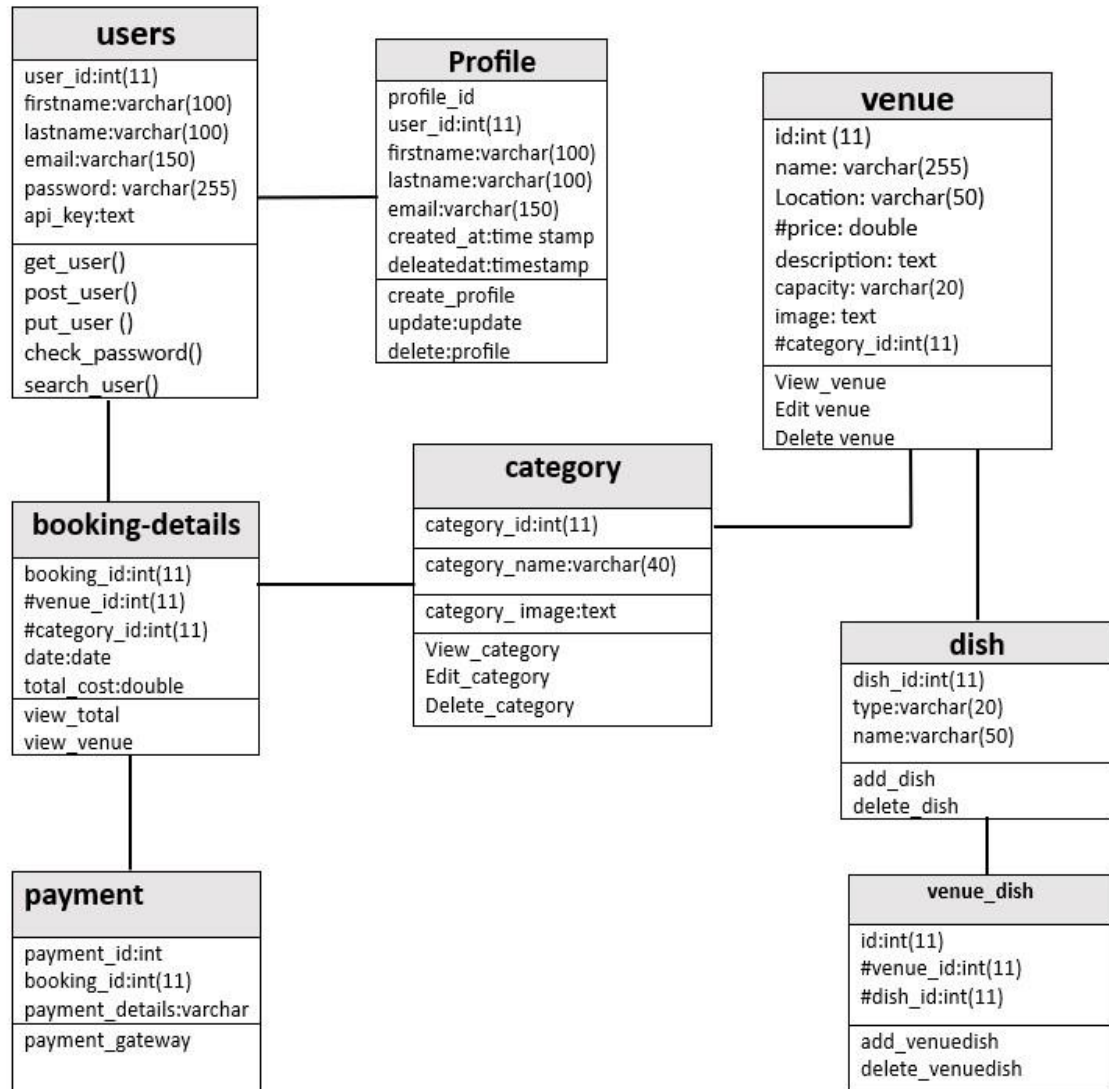 users
user_id:int(11)
firstname:varchar(100)
lastname:varchar(100)
email:varchar(150)
password: varchar(255)
api_key:text
get_user()
post_user()
put_user ()
check_password()
search_user()
Profile
profile_id
user_id:int(11)
firstname:varchar(100)
lastname:varchar(100)
email:varchar(150)
created_at:time stamp
deleatedat:timestamp
create_profile
update:update
delete:profile
venue
id:int (11)
name: varchar(255)
Location: varchar(50)
#price: double
description: text
capacity: varchar(20)
image: text
#category_id:int(11)
View_venue
Edit venue
Delete venue
booking-details
booking_id:int(11)
#venue_id:int(11)
#category_id:int(11)
date:date
total_cost:double
view_total
view_venue
category
category_id:int(11)
category_name:varchar(40)
category_ image:text
View_category
Edit_category
Delete_category
dish
dish_id:int(11)
type:varchar(20)
name:varchar(50)
add_dish
delete_dish
payment
payment_id:int
booking_id:int(11)
payment_details:varchar
payment_gateway
venue_dish
id:int(11)
#venue_id:int(11)
#dish_id:int(11)
add_venuedish
delete_venuedish